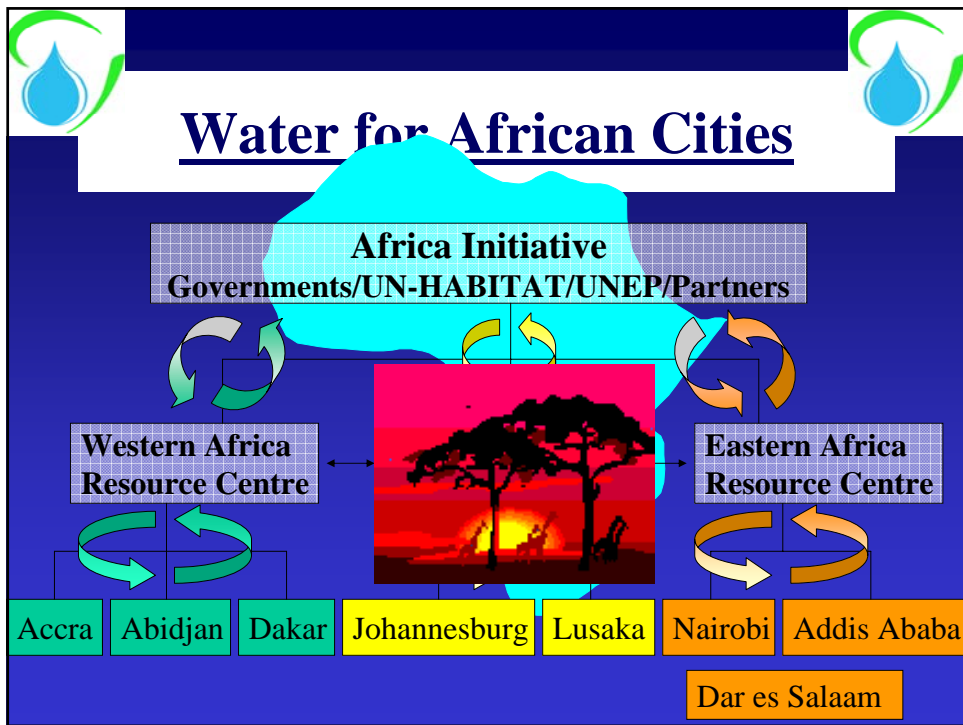 Water for African Cities
Africa Initiative
Governments/UN-HABITAT/UNEP/Partners
Western Africa
Resource Centre
Eastern Africa
Resource Centre
Accra
Abidjan
Dakar
Johannesburg
Lusaka
Nairobi
Addis Ababa
Dar es Salaam